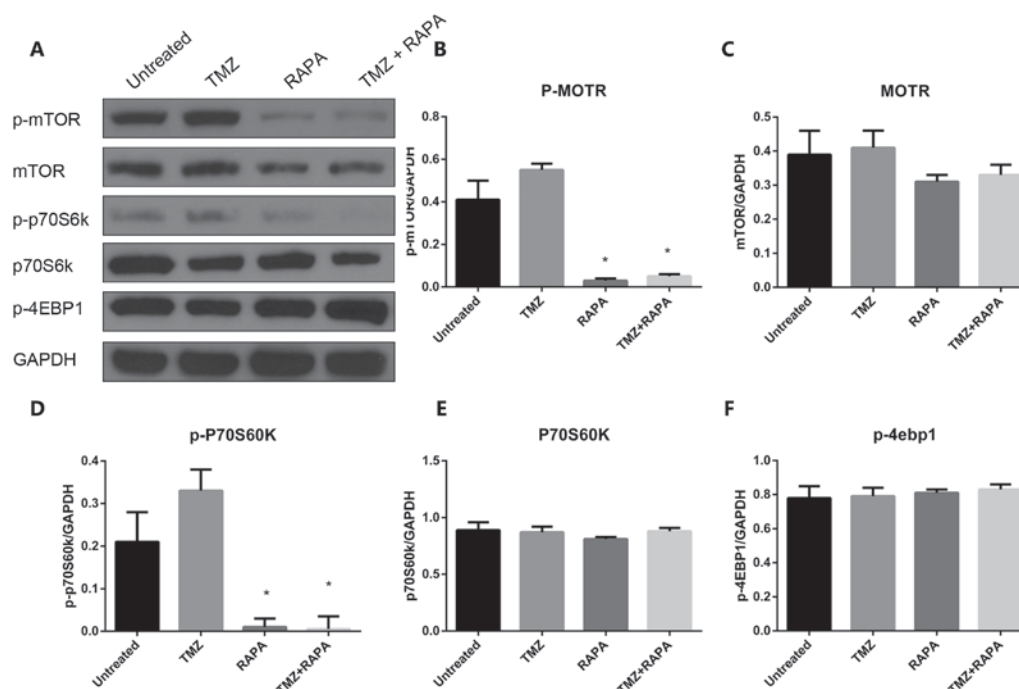 A
Untreated
TMZ
RAPA
TMZ + RAPA
p-mTOR
mTOR
p-p70S6k
p70S6k
p-4EBP1
GAPDH
B
P-MOTR
p-mTOR/GAPDH
0.8
0.6
0.4
0.2
0.0
*
*
Untreated
TMZ
RAPA
TMZ+RAPA
C
MOTR
mTOR/GAPDH
0.5
0.4
0.3
0.2
0.1
0.0
Untreated
TMZ
RAPA
TMZ+RAPA
D
p-P70S60K
p-p70S60k/GAPDH
0.4
0.3
0.2
0.1
0.0
*
*
Untreated
TMZ
RAPA
TMZ+RAPA
E
P70S60K
p70S60k/GAPDH
1.5
1.0
0.5
0.0
Untreated
TMZ
RAPA
TMZ+RAPA
F
p-4ebp1
p-4EBP1/GAPDH
1.0
0.8
0.6
0.4
0.2
0.0
Untreated
TMZ
RAPA
TMZ+RAPA